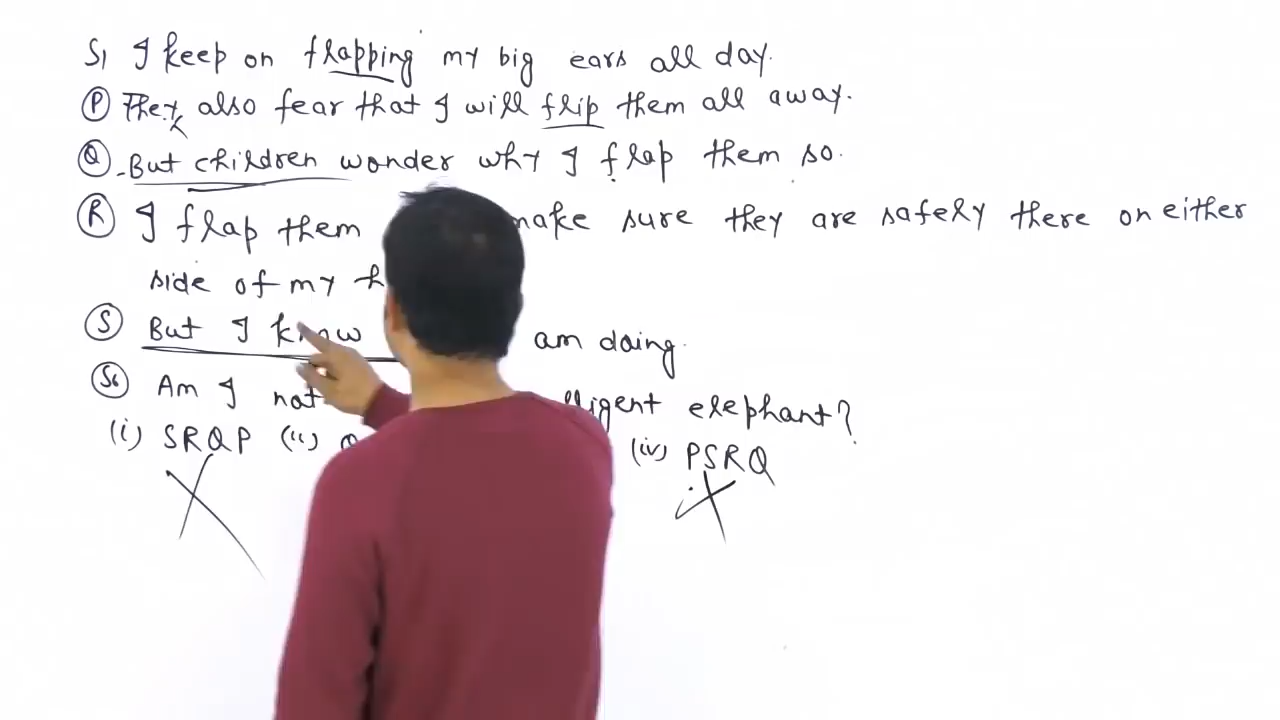 S1 I keep on flapping my big ears all day.
P They also fear that I will flip them all away.
Q - But children wonder why I flap them so.
R I flap them make sure they are safely there on either
side of my
S But I know am doing.
S6 Am I not elephant?
(i) SRQP (ii) (iv) PSRQ